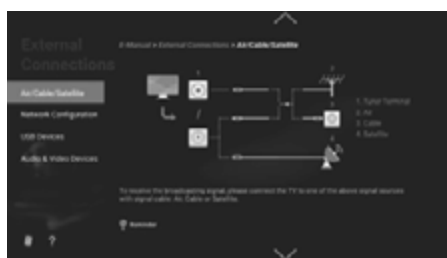 External
Connections
E-Manual > External Connections > Air/Cable/Satellite
Air/Cable/Satellite
Network Configuration
USB Devices
Audio & Video Devices
1. Tuner Terminal
2. Air
3. Cable
4. Satellite
To receive the broadcasting signal, please connect the TV to one of the above signal sources
with signal cable: Air, Cable or Satellite.
Reminder
?